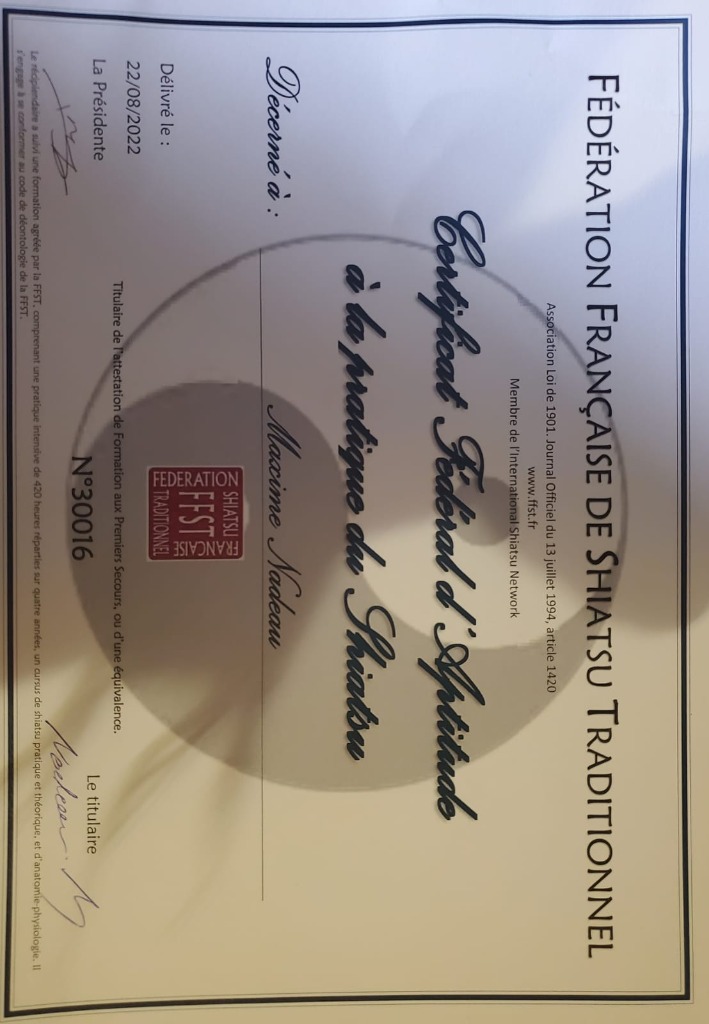 FÉDÉRATION FRANÇAISE DE SHIATSU TRADITIONNEL
Association Loi de 1901. Journal Officiel du 13 juillet 1994, article 1420
www.ffst.fr
Membre de l'International Shiatsu Network
Certificat Fédéral d'Aptitude
à la pratique du Shiatsu
Décerné à :
Maxime Nadeau
Délivré le :
22/08/2022
La Présidente
FEDERATION
SHIATSU
FFST
TRADITIONNEL
FRANÇAISE
Titulaire de l'attestation de Formation aux Premiers Secours, ou d'une équivalence.
N°30016
Le titulaire
Nadeau M
Le récipiendaire a suivi une formation agréée par la FFST, comprenant une pratique intensive de 420 heures réparties sur quatre années, un cursus de shiatsu pratique et théorique, et d'anatomie-physiologie. Il
s'engage à se conformer au code de déontologie de la FFST.